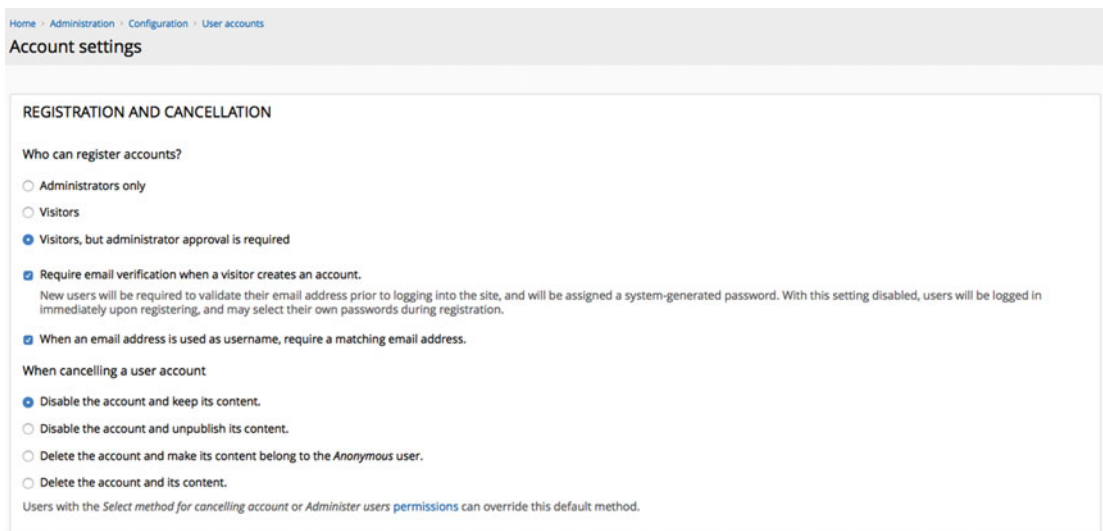 Home › Administration › Configuration › User accounts
Account settings
REGISTRATION AND CANCELLATION
Who can register accounts?
Administrators only
Visitors
Visitors, but administrator approval is required
Require email verification when a visitor creates an account.
New users will be required to validate their email address prior to logging into the site, and will be assigned a system-generated password. With this setting disabled, users will be logged in
immediately upon registering, and may select their own passwords during registration.
When an email address is used as username, require a matching email address.
When cancelling a user account
Disable the account and keep its content.
Disable the account and unpublish its content.
Delete the account and make its content belong to the Anonymous user.
Delete the account and its content.
Users with the Select method for cancelling account or Administer users permissions can override this default method.